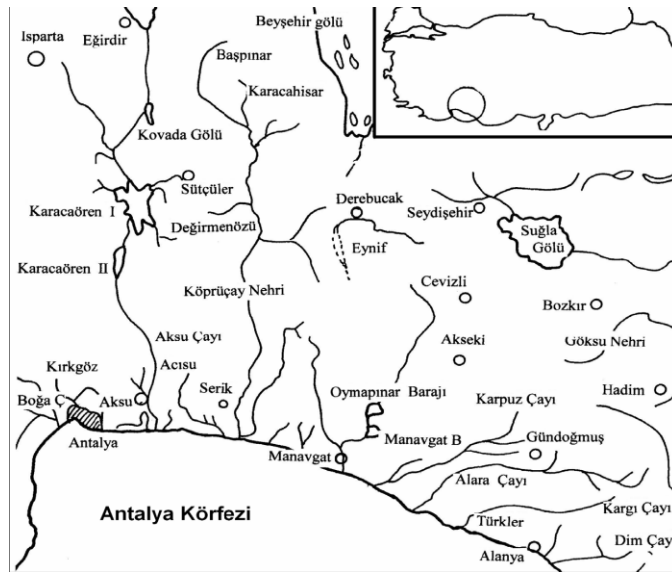 Beyşehir gölü
Eğirdir
Isparta
Başpınar
Karacahisar
Kovada Gölü
Sütçüler
Derebucak
Karacaören I
Seydişehir
Değirmenözü
Suğla
Gölü
Eynif
Karacaören II
Cevizli
Köprüçay Nehri
Bozkır
Aksu Çayı
Akseki
Göksu Nehri
Kırkgöz
Acısu
Boğa Ç
Aksu
Serik
Oymapınar Barajı
Hadim
Karpuz Çayı
Antalya
Manavgat B
Gündoğmuş
Manavgat
Alara Çayı
Antalya Körfezi
Türkler
Kargı Çayı
Dim Çay
Alanya